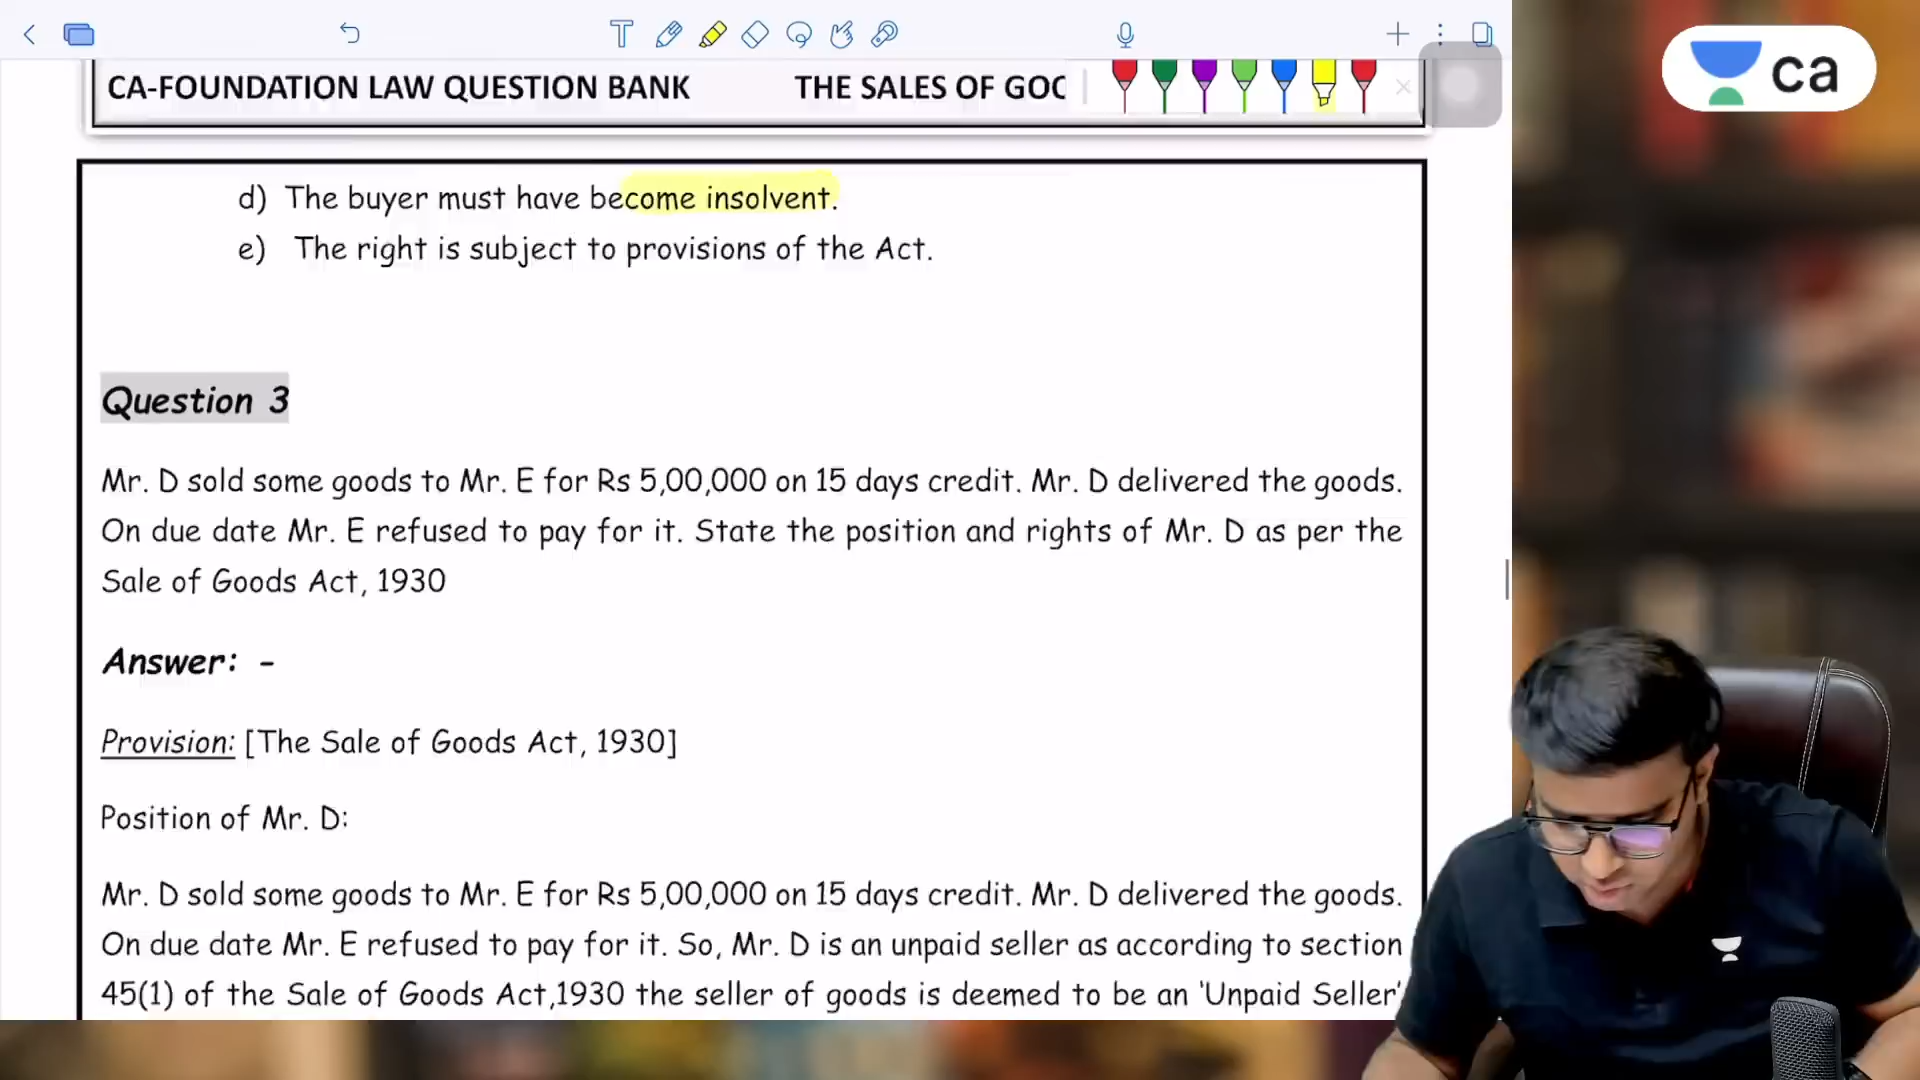 CA-FOUNDATION LAW QUESTION BANK THE SALES OF GOO
ca
d) The buyer must have become insolvent.
e) The right is subject to provisions of the Act.
Question 3
Mr. D sold some goods to Mr. E for Rs 5,00,000 on 15 days credit. Mr. D delivered the goods.
On due date Mr. E refused to pay for it. State the position and rights of Mr. D as per the
Sale of Goods Act, 1930
Answer: -
Provision: [The Sale of Goods Act, 1930]
Position of Mr. D:
Mr. D sold some goods to Mr. E for Rs 5,00,000 on 15 days credit. Mr. D delivered the goods.
On due date Mr. E refused to pay for it. So, Mr. D is an unpaid seller as according to section
45(1) of the Sale of Goods Act,1930 the seller of goods is deemed to be an 'Unpaid Seller'